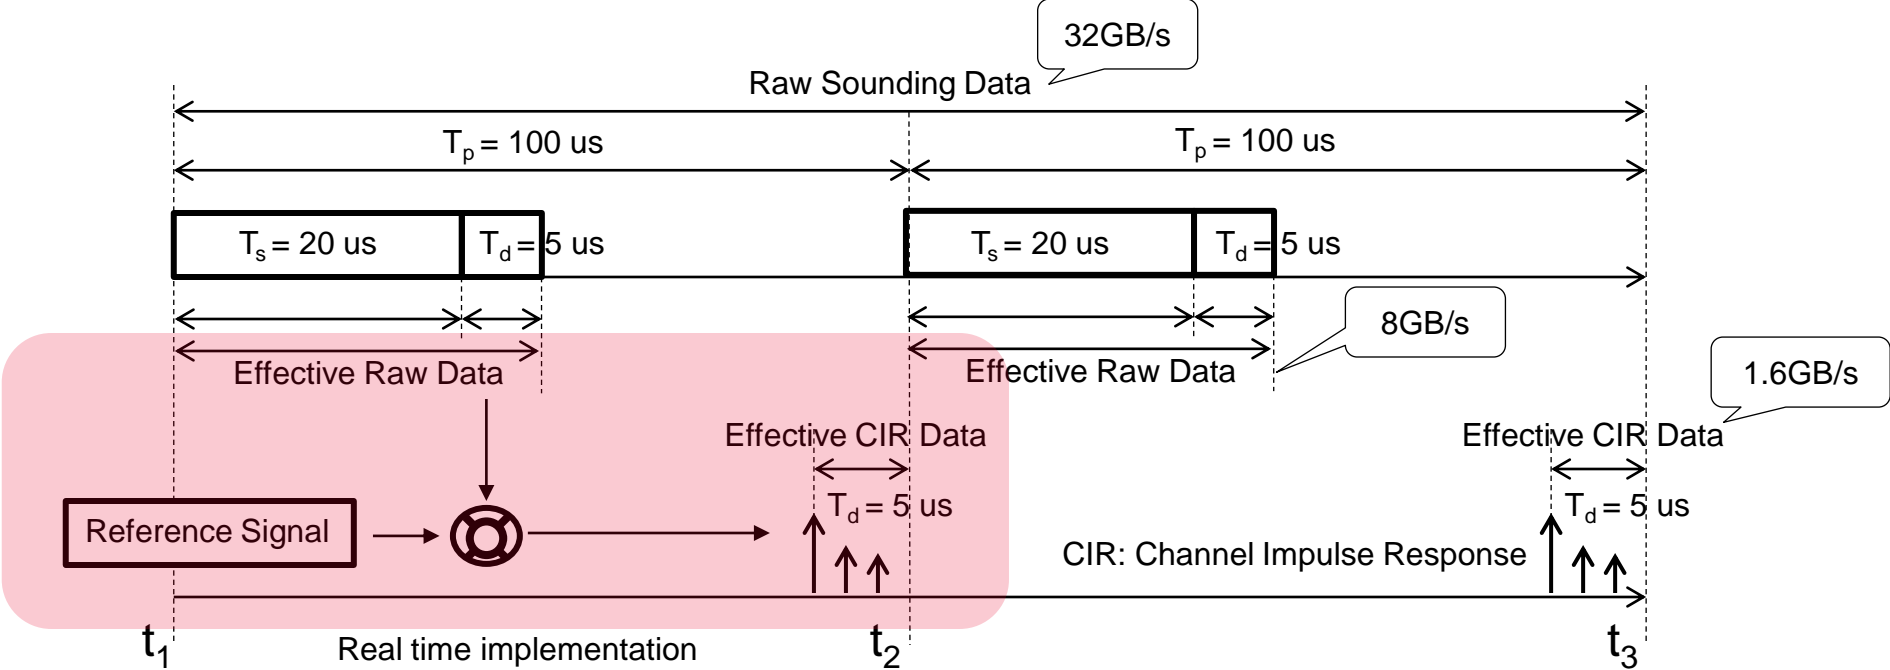 32GB/s
Raw Sounding Data
Tp = 100 us
Tp = 100 us
Ts = 20 us
Td = 5 us
Ts = 20 us
Td = 5 us
8GB/s
Effective Raw Data
Effective Raw Data
1.6GB/s
Effective CIR Data
Effective CIR Data
Td = 5 us
Td = 5 us
Reference Signal
CIR: Channel Impulse Response
t1
Real time implementation
t2
t3